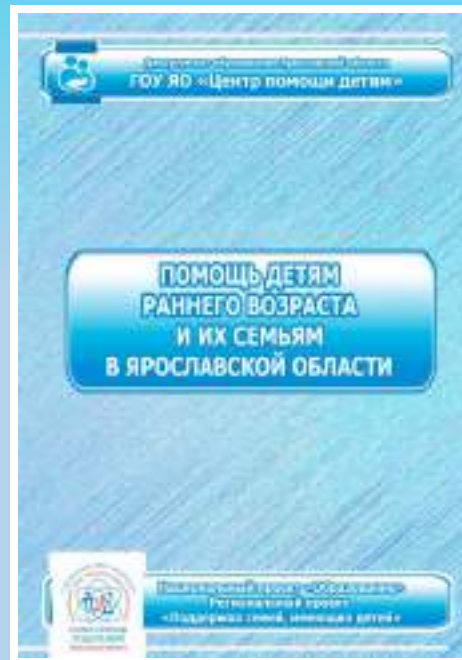 ГОУ ЯО «Центр помощи детям»
ПОМОЩЬ ДЕТЯМ
РАННЕГО ВОЗРАСТА
И ИХ СЕМЬЯМ
В ЯРОСЛАВСКОЙ ОБЛАСТИ
Национальный проект «Образование»
Региональный проект
«Поддержка семей, имеющих детей»